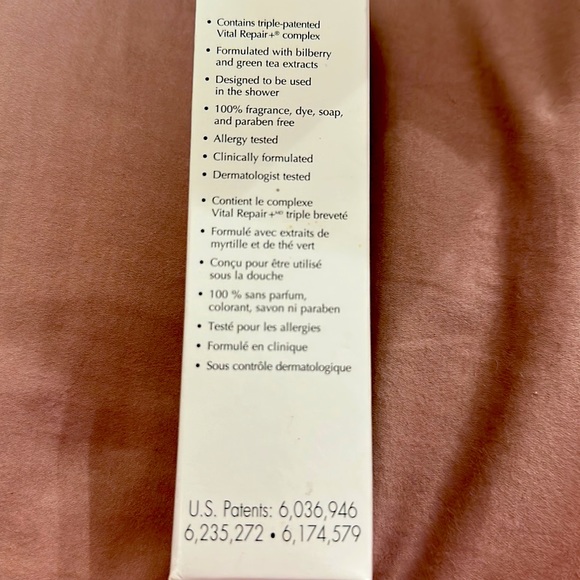 • Contains triple-patented
Vital Repair+® complex
• Formulated with bilberry
and green tea extracts
• Designed to be used
in the shower
• 100% fragrance, dye, soap,
and paraben free
• Allergy tested
• Clinically formulated
• Dermatologist tested
• Contient le complexe
Vital Repair+ᴹᴰ triple breveté
• Formulé avec extraits de
myrtille et de thé vert
• Conçu pour être utilisé
sous la douche
• 100 % sans parfum,
colorant, savon ni paraben
• Testé pour les allergies
• Formulé en clinique
• Sous contrôle dermatologique
U.S. Patents: 6,036,946
6,235,272 • 6,174,579